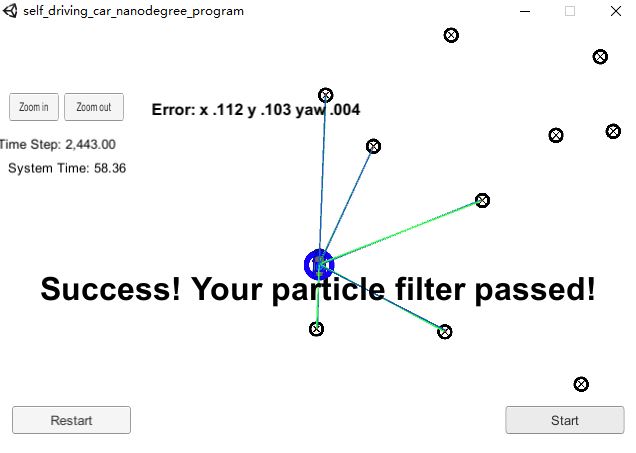 self_driving_car_nanodegree_program
Zoom in
Zoom out
Error: x .112 y .103 yaw .004
Time Step: 2,443.00
System Time: 58.36
Success! Your particle filter passed!
Restart
Start